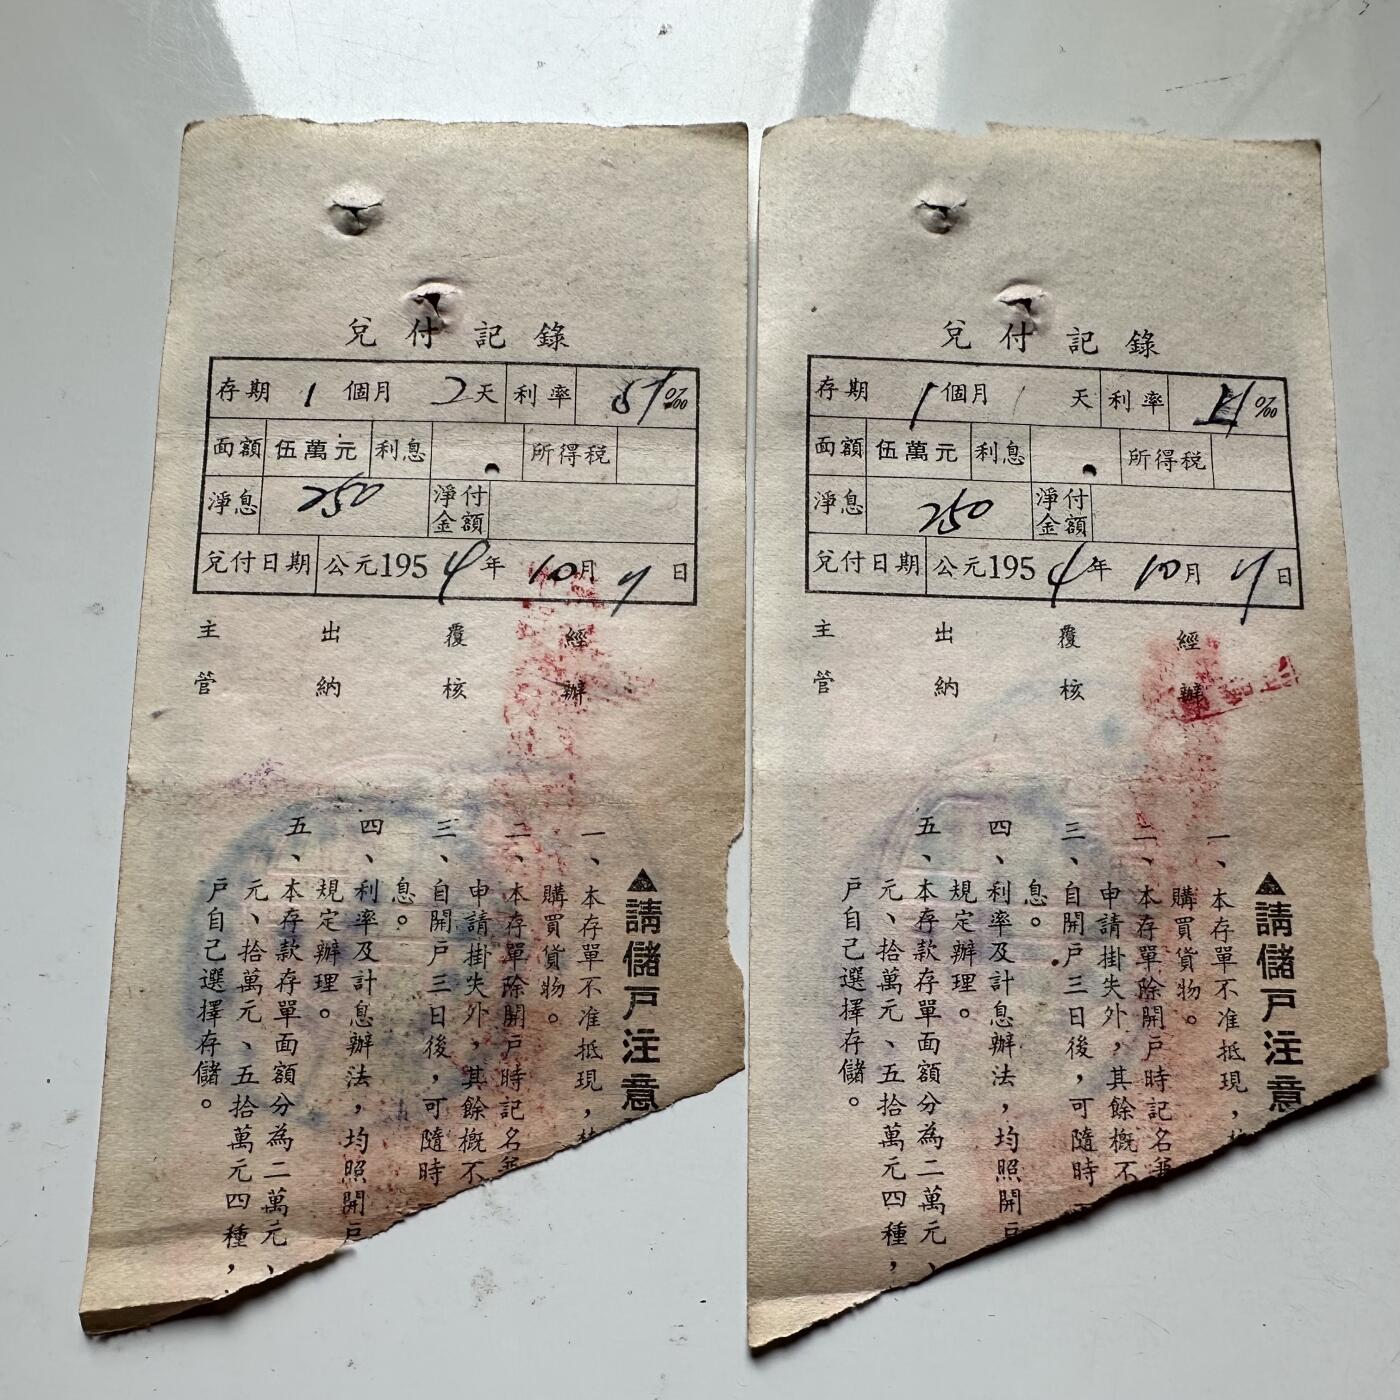 兌付記錄
存期 1 個月 2 天 利率 ‰
面額 伍萬元 利息 所得稅
淨息 250 淨付金額
兌付日期 公元1954年 10月 7日
主管 出納 覆核 經辦
▲請儲戶注意
一、本存單不准抵現，
購買貨物。
二、本存單除開戶時記名
申請掛失外，其餘概不
三、自開戶三日後，可隨時
息。
四、利率及計息辦法，均照開戶
規定辦理。
五、本存款存單面額分為二萬元、
元、拾萬元、五拾萬元四種，
戶自己選擇存儲。
兌付記錄
存期 1 個月 天 利率 ‰
面額 伍萬元 利息 所得稅
淨息 250 淨付金額
兌付日期 公元1954年 10月 7日
主管 出納 覆核 經辦
▲請儲戶注意
一、本存單不准抵現，
購買貨物。
二、本存單除開戶時記名兼
申請掛失外，其餘概不
三、自開戶三日後，可隨時
息。
四、利率及計息辦法，均照開戶
規定辦理。
五、本存款存單面額分為二萬元、
元、拾萬元、五拾萬元四種，
戶自己選擇存儲。